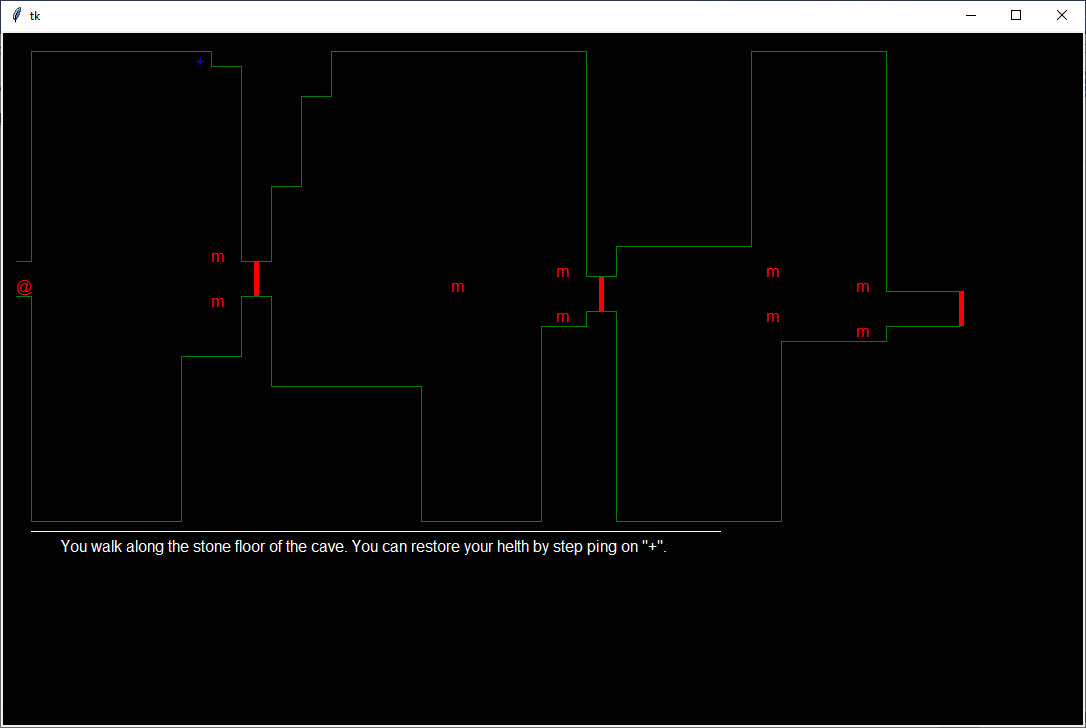 tk
+
m
m
@
m
m
m
m
m
m
m
You walk along the stone floor of the cave. You can restore your helth by step ping on "+".